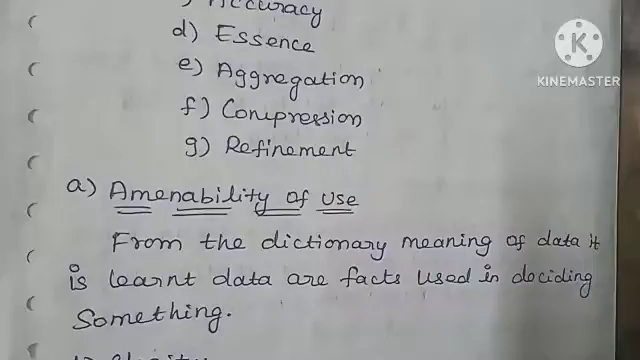 Accuracy
d) Essence
e) Aggregation
f) Compression
g) Refinement
a) Amenability of use
From the dictionary meaning of data it
is learnt data are facts used in deciding
Something.
KINEMASTER